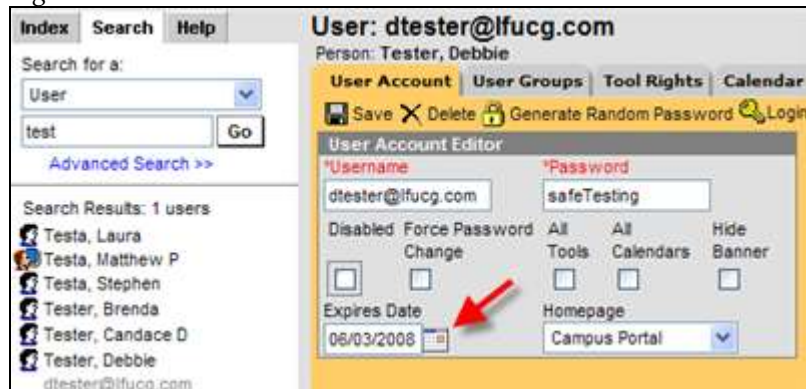 Index Search Help
Search for a:
User
test Go
Advanced Search >>
Search Results: 1 users
Testa, Laura
Testa, Matthew P
Testa, Stephen
Tester, Brenda
Tester, Candace D
Tester, Debbie
dtester@lfucg.com
User: dtester@lfucg.com
Person: Tester, Debbie
User Account User Groups Tool Rights Calendar
Save Delete Generate Random Password Login
User Account Editor
*Username *Password
dtester@lfucg.com safeTesting
Disabled Force Password All All Hide
Change Tools Calendars Banner
Expires Date Homepage
06/03/2008 Campus Portal